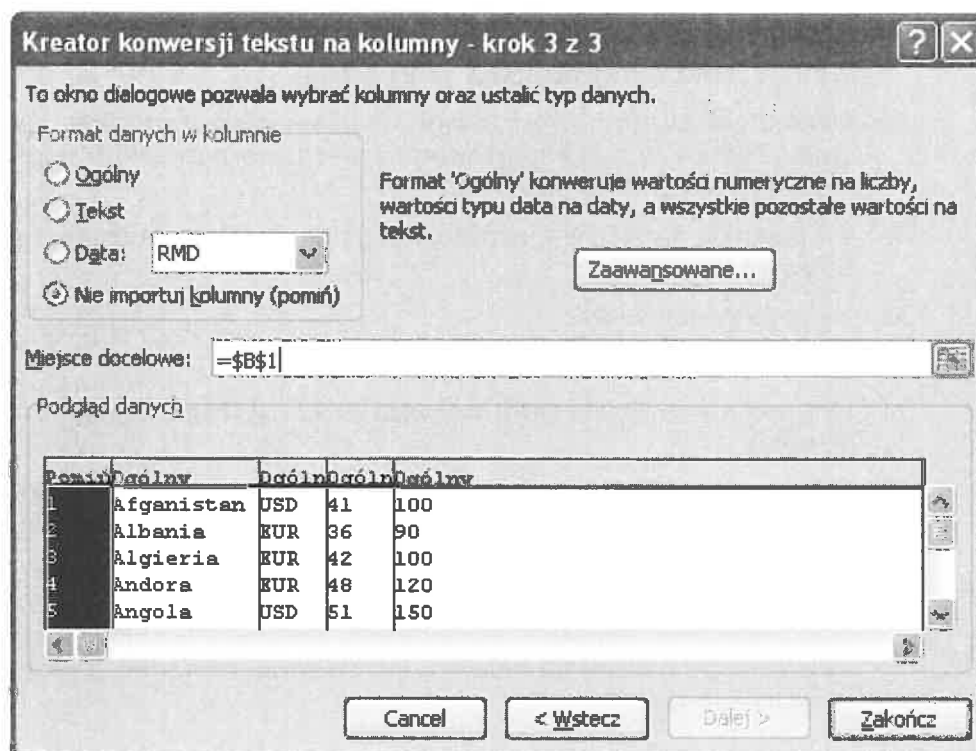 Kreator konwersji tekstu na kolumny - krok 3 z 3
To okno dialogowe pozwala wybrać kolumny oraz ustalić typ danych.
Format danych w kolumnie
Ogólny
Tekst
Data: RMD
Nie importuj kolumny (pomiń)
Format 'Ogólny' konwertuje wartości numeryczne na liczby,
wartości typu data na daty, a wszystkie pozostałe wartości na
tekst.
Zaawansowane...
Miejsce docelowe: =$B$1
Podgląd danych
Pomiń Ogólny Ogóln Ogóln Ogólny
1 Afganistan USD 41 100
2 Albania EUR 36 90
3 Algieria EUR 42 100
4 Andora EUR 48 120
5 Angola USD 51 150
Cancel < Wstecz Dalej > Zakończ